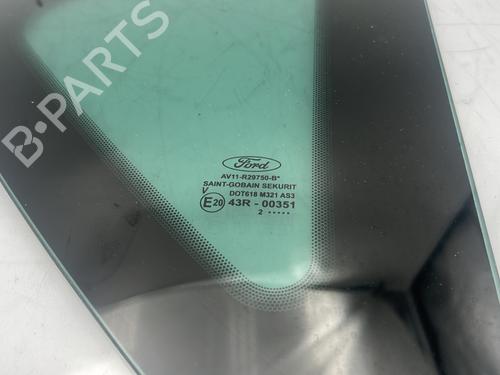 B-PARTS
Ford
AV11-R29750-B*
SAINT-GOBAIN SEKURIT
DOT618 M321 AS3
V
E20 43R - 00351
2 •••••